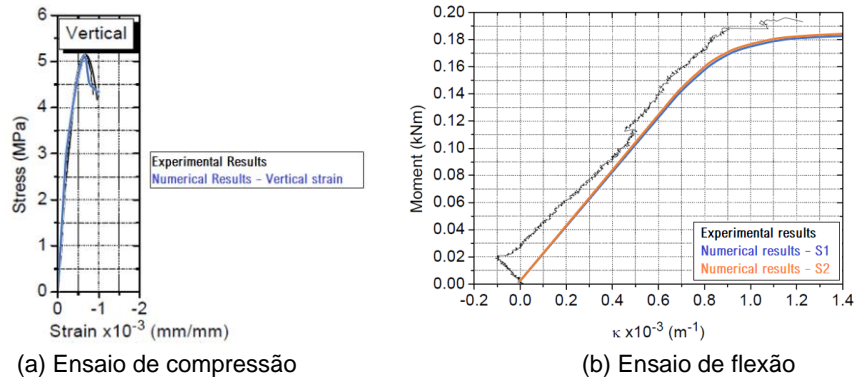 Vertical
Stress (MPa)
6
5
4
3
2
1
0
0 -1 -2
Strain x10⁻³ (mm/mm)
Experimental Results
Numerical Results – Vertical strain
(a) Ensaio de compressão
Moment (kNm)
0.20
0.18
0.16
0.14
0.12
0.10
0.08
0.06
0.04
0.02
0.00
-0.2 0.0 0.2 0.4 0.6 0.8 1.0 1.2 1.4
κ x10⁻³ (m⁻¹)
Experimental results
Numerical results – S1
Numerical results – S2
(b) Ensaio de flexão